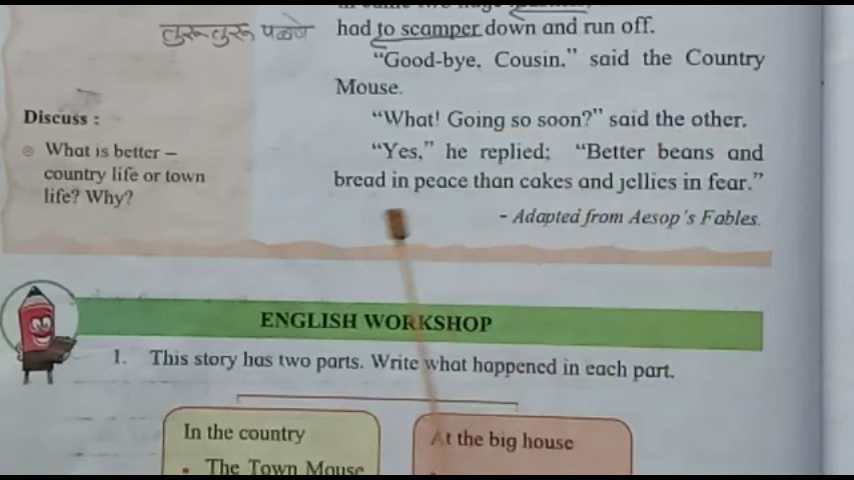 लुरूलुरू पळणे
had to scamper down and run off.
“Good-bye, Cousin,” said the Country
Mouse.
“What! Going so soon?” said the other.
“Yes,” he replied; “Better beans and
bread in peace than cakes and jellies in fear.”
- Adapted from Aesop’s Fables.
Discuss :
What is better –
country life or town
life? Why?
ENGLISH WORKSHOP
1. This story has two parts. Write what happened in each part.
In the country
• The Town Mouse
At the big house